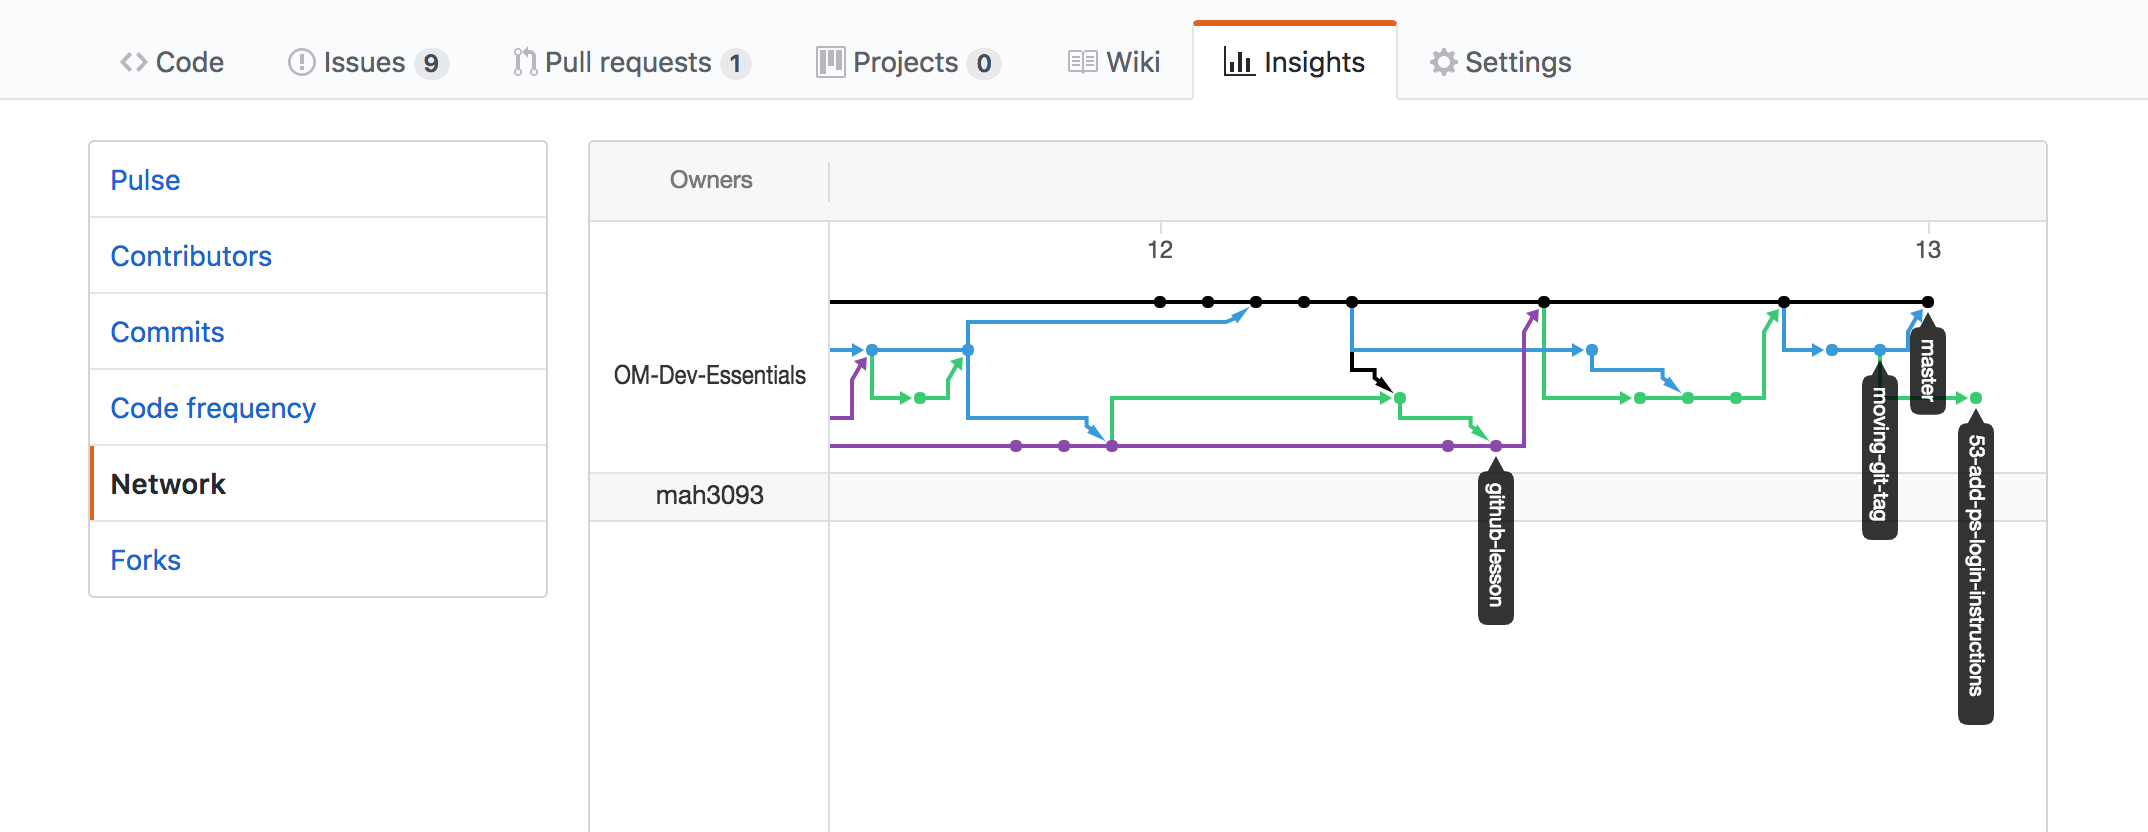 Code
Issues 9
Pull requests 1
Projects 0
Wiki
Insights
Settings
Pulse
Contributors
Commits
Code frequency
Network
Forks
Owners
12
13
OM-Dev-Essentials
mah3093
github-lesson
moving-git-tag
master
53-add-ps-login-instructions